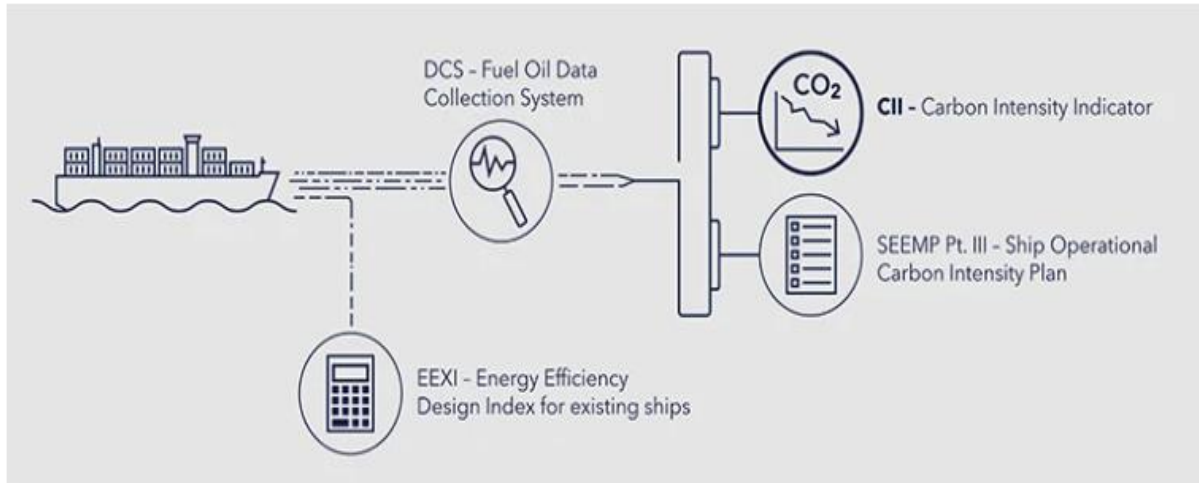 DCS - Fuel Oil Data
Collection System
CO₂
CII - Carbon Intensity Indicator
SEEMP Pt. III - Ship Operational
Carbon Intensity Plan
EEXI - Energy Efficiency
Design Index for existing ships